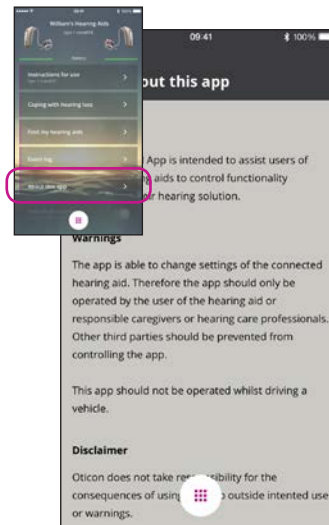 William's Hearing Aids
Instructions for use
Coping with hearing loss
Find my hearing aids
Event log
About this app
09:41
100%
out this app
App is intended to assist users of
g aids to control functionality
ir hearing solution.
Warnings
The app is able to change settings of the connected
hearing aid. Therefore the app should only be
operated by the user of the hearing aid or
responsible caregivers or hearing care professionals.
Other third parties should be prevented from
controlling the app.
This app should not be operated whilst driving a
vehicle.
Disclaimer
Oticon does not take re sibility for the
consequences of using p outside intented use
or warnings.